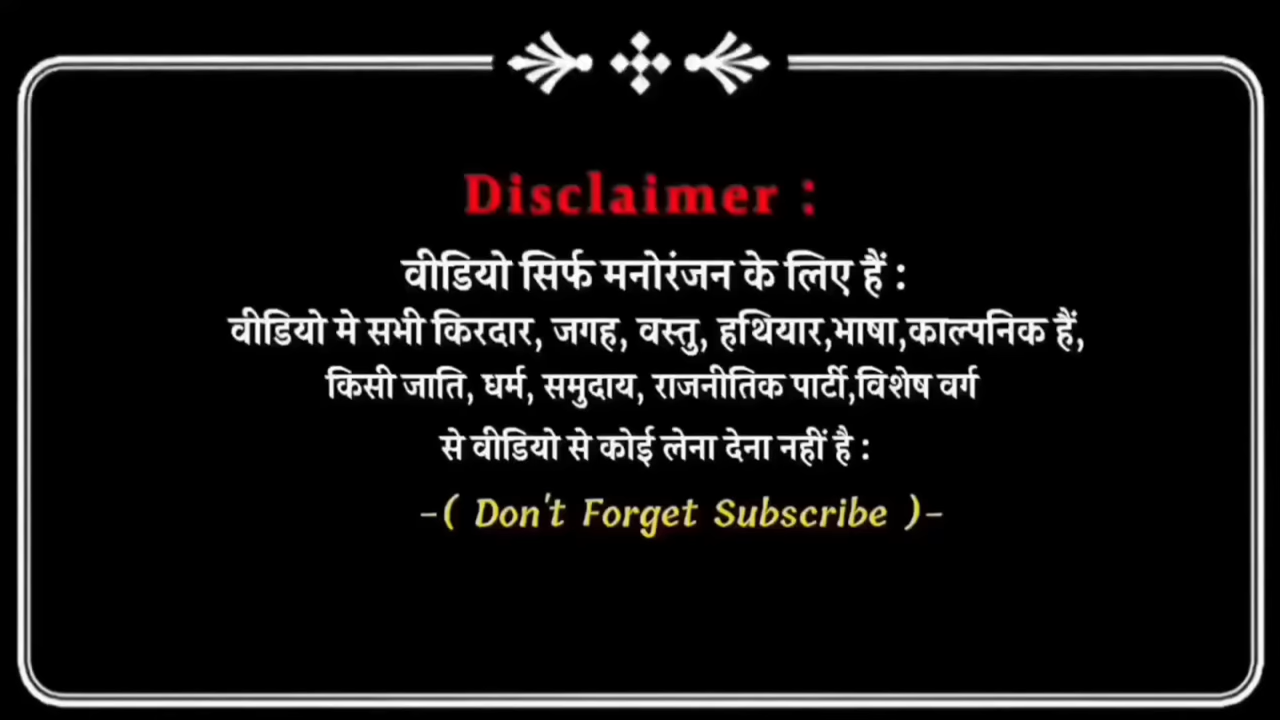 Disclaimer :
वीडियो सिर्फ मनोरंजन के लिए हैं :
वीडियो मे सभी किरदार, जगह, वस्तु, हथियार,भाषा,काल्पनिक हैं,
किसी जाति, धर्म, समुदाय, राजनीतिक पार्टी,विशेष वर्ग
से वीडियो से कोई लेना देना नहीं है :
-( Don't Forget Subscribe )-